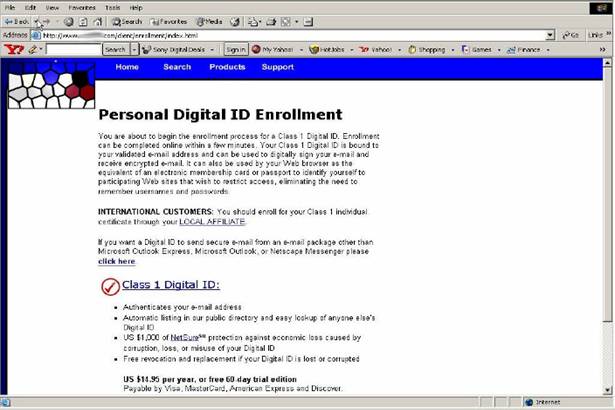 File Edit View Favorites Tools Help
Back Search Favorites Media
Address http://www. .com/client/enrollment/index.html Go Links »
Y! Search Sony Digital Deals Sign in My Yahoo! HotJobs Yahoo! Shopping Games Finance »
Home Search Products Support
Personal Digital ID Enrollment
You are about to begin the enrollment process for a Class 1 Digital ID. Enrollment
can be completed online within a few minutes. Your Class 1 Digital ID is bound to
your validated e-mail address and can be used to digitally sign your e-mail and
receive encrypted e-mail. It can also be used by your Web browser as the
equivalent of an electronic membership card or passport to identify yourself to
participating Web sites that wish to restrict access, eliminating the need to
remember usernames and passwords.
INTERNATIONAL CUSTOMERS: You should enroll for your Class 1 individual
certificate through your LOCAL AFFILIATE.
If you want a Digital ID to send secure e-mail from an e-mail package other than
Microsoft Outlook Express, Microsoft Outlook, or Netscape Messenger please
click here.
Class 1 Digital ID:
• Authenticates your e-mail address
• Automatic listing in our public directory and easy lookup of anyone else's
Digital ID
• US $1,000 of NetSure℠ protection against economic loss caused by
corruption, loss, or misuse of your Digital ID
• Free revocation and replacement if your Digital ID is lost or corrupted
US $14.95 per year, or free 60-day trial edition
Payable by Visa, MasterCard, American Express and Discover.
Internet